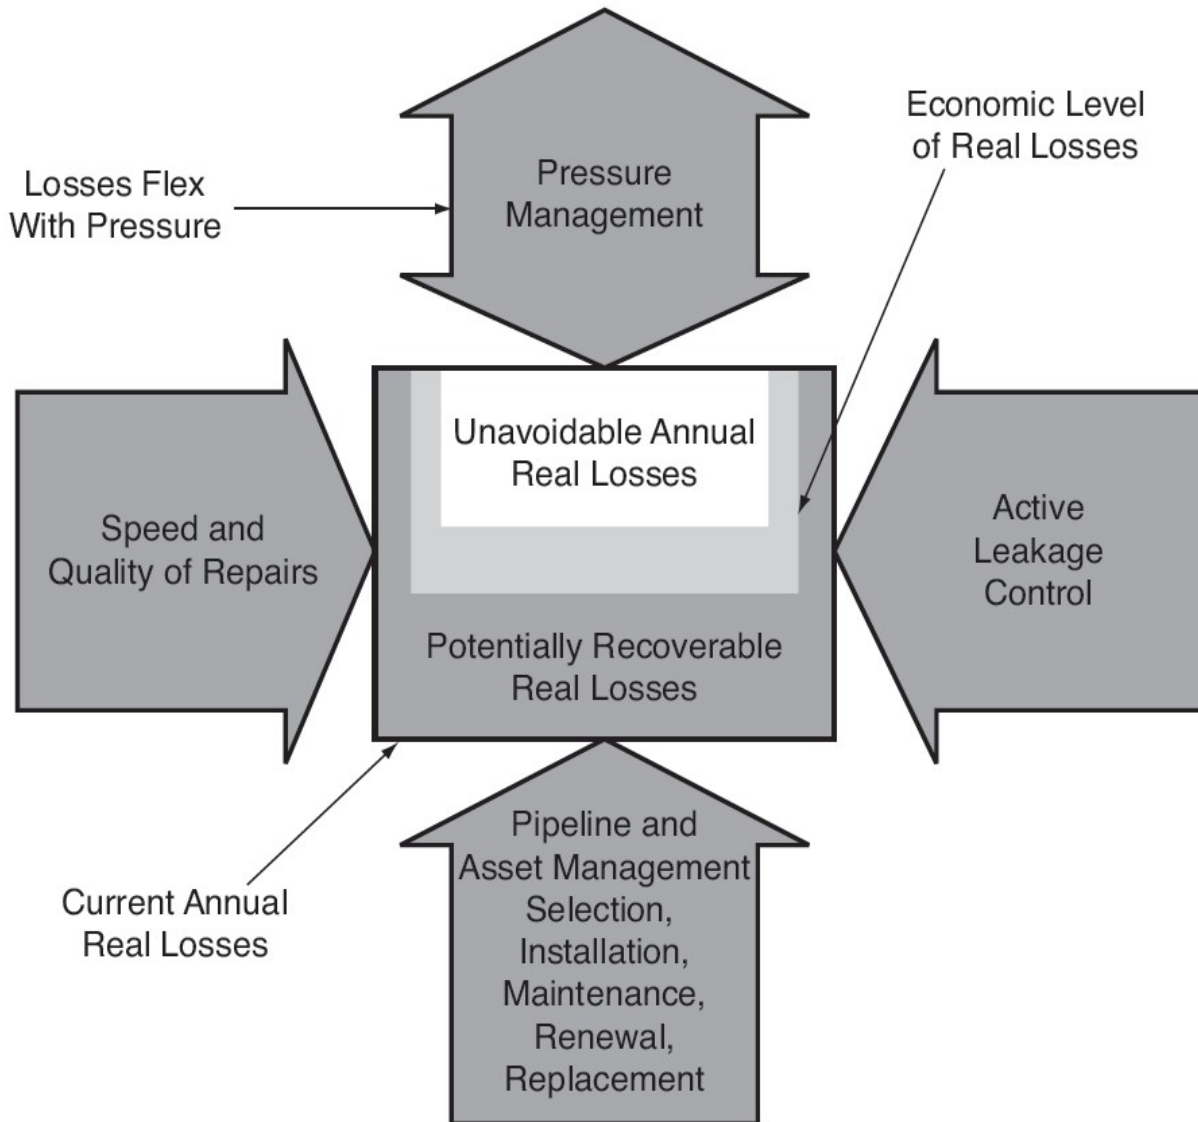 Pressure
Management
Economic Level
of Real Losses
Losses Flex
With Pressure
Unavoidable Annual
Real Losses
Speed and
Quality of Repairs
Active
Leakage
Control
Potentially Recoverable
Real Losses
Current Annual
Real Losses
Pipeline and
Asset Management
Selection,
Installation,
Maintenance,
Renewal,
Replacement